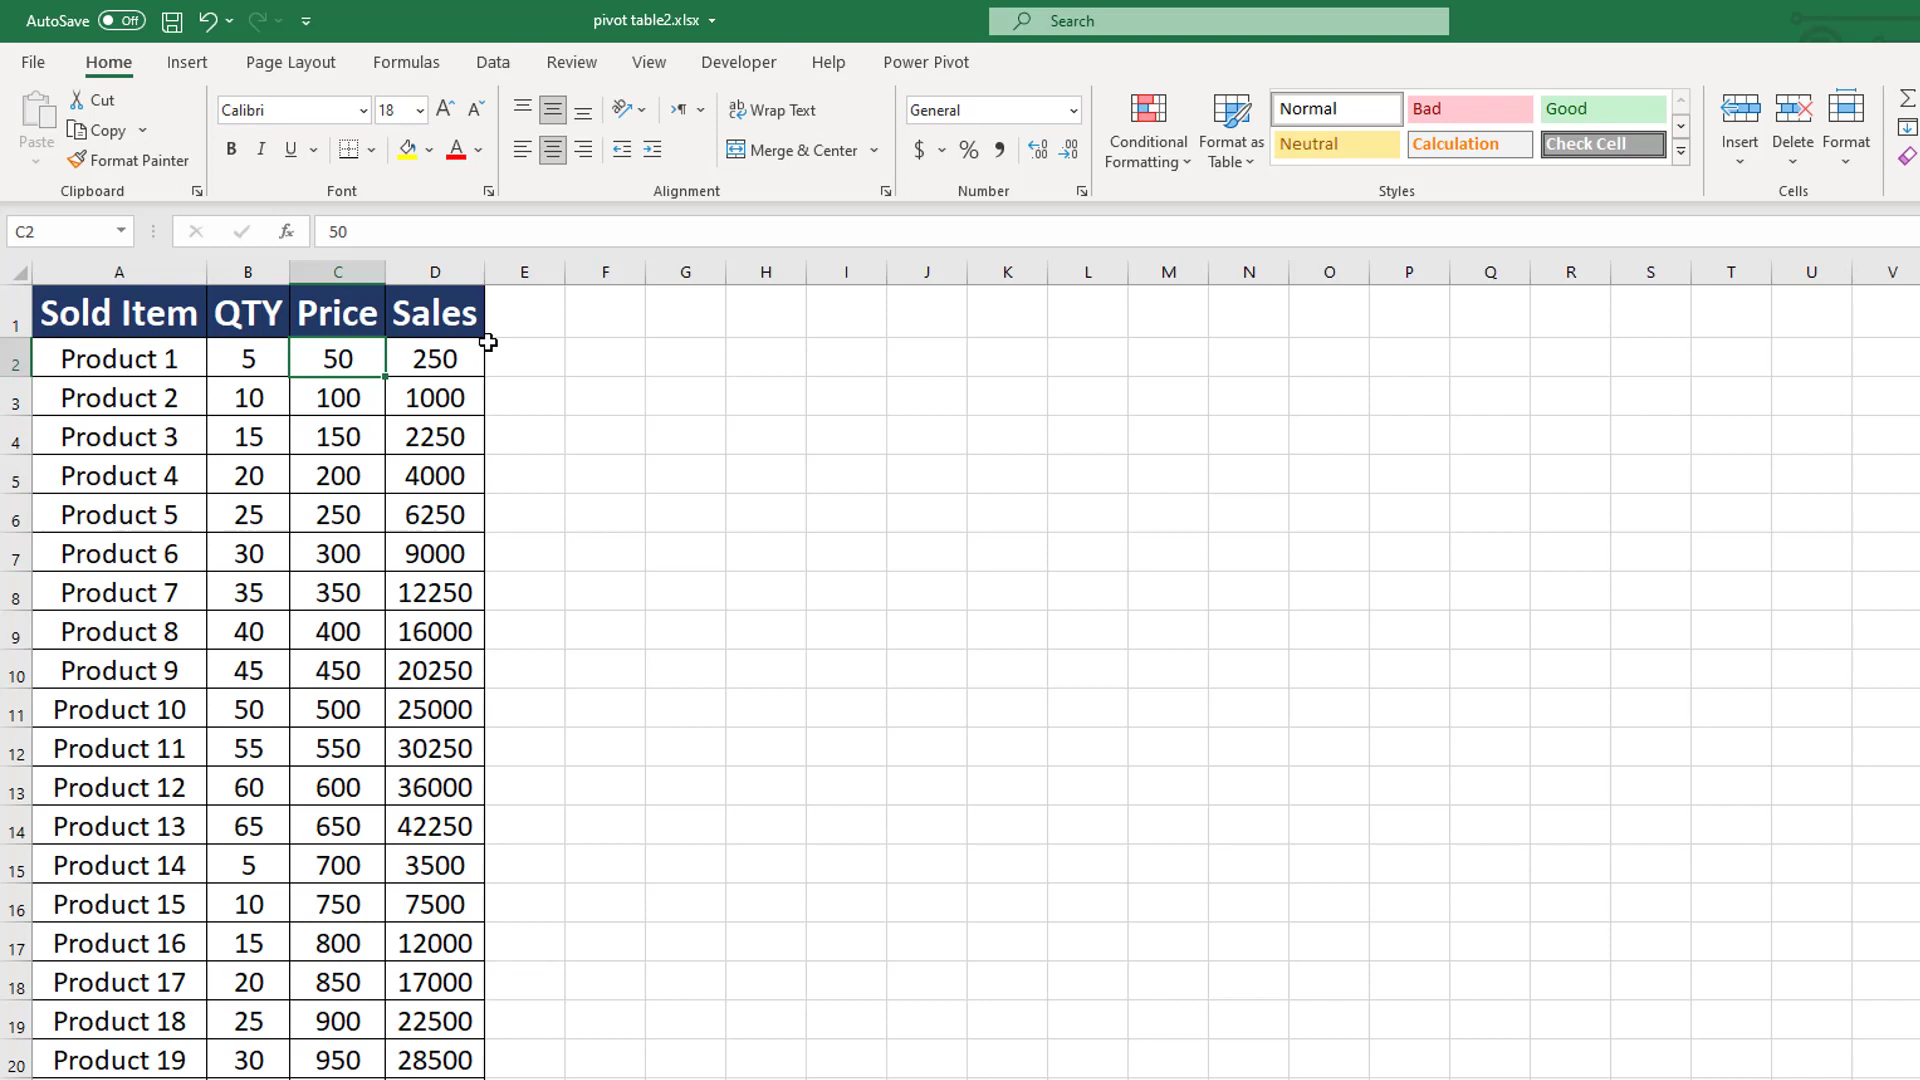 AutoSave Off pivot table2.xlsx Search
File Home Insert Page Layout Formulas Data Review View Developer Help Power Pivot
Paste Cut Calibri 18 Wrap Text General Conditional Formatting Format as Table Normal Bad Good Insert Delete Format
Copy B I U Merge & Center $ % Neutral Calculation Check Cell
Format Painter
Clipboard Font Alignment Number Styles Cells
C2 fx 50
A B C D E F G H I J K L M N O P Q R S T U V
1 Sold Item QTY Price Sales
2 Product 1 5 50 250
3 Product 2 10 100 1000
4 Product 3 15 150 2250
5 Product 4 20 200 4000
6 Product 5 25 250 6250
7 Product 6 30 300 9000
8 Product 7 35 350 12250
9 Product 8 40 400 16000
10 Product 9 45 450 20250
11 Product 10 50 500 25000
12 Product 11 55 550 30250
13 Product 12 60 600 36000
14 Product 13 65 650 42250
15 Product 14 5 700 3500
16 Product 15 10 750 7500
17 Product 16 15 800 12000
18 Product 17 20 850 17000
19 Product 18 25 900 22500
20 Product 19 30 950 28500